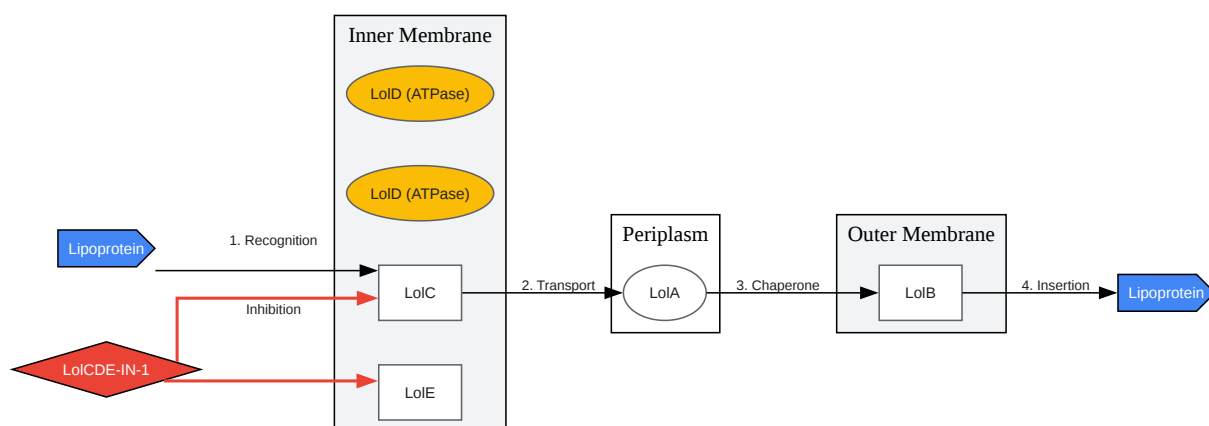 Inner Membrane
LolD (ATPase)
LolD (ATPase)
Lipoprotein
1. Recognition
LolC
Inhibition
LolCDE-IN-1
LolE
2. Transport
Periplasm
LolA
3. Chaperone
Outer Membrane
LolB
4. Insertion
Lipoprotein